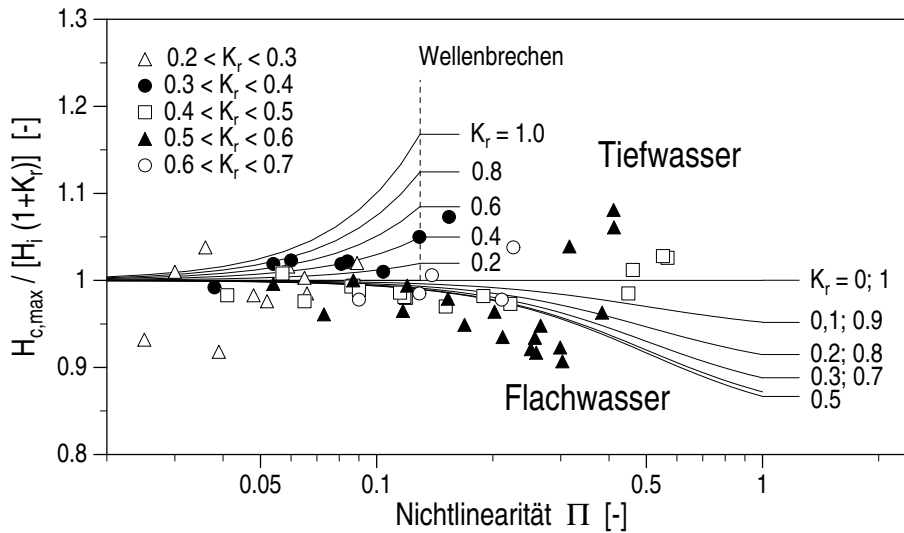 1.3
1.2
1.1
1
0.9
0.8
H_c,max / [H_i (1+K_r)] [-]
0.2 < K_r < 0.3
0.3 < K_r < 0.4
0.4 < K_r < 0.5
0.5 < K_r < 0.6
0.6 < K_r < 0.7
Wellenbrechen
K_r = 1.0
0.8
0.6
0.4
0.2
Tiefwasser
K_r = 0; 1
0,1; 0.9
0.2; 0.8
0.3; 0.7
0.5
Flachwasser
0.05
0.1
0.5
1
Nichtlinearität Π [-]